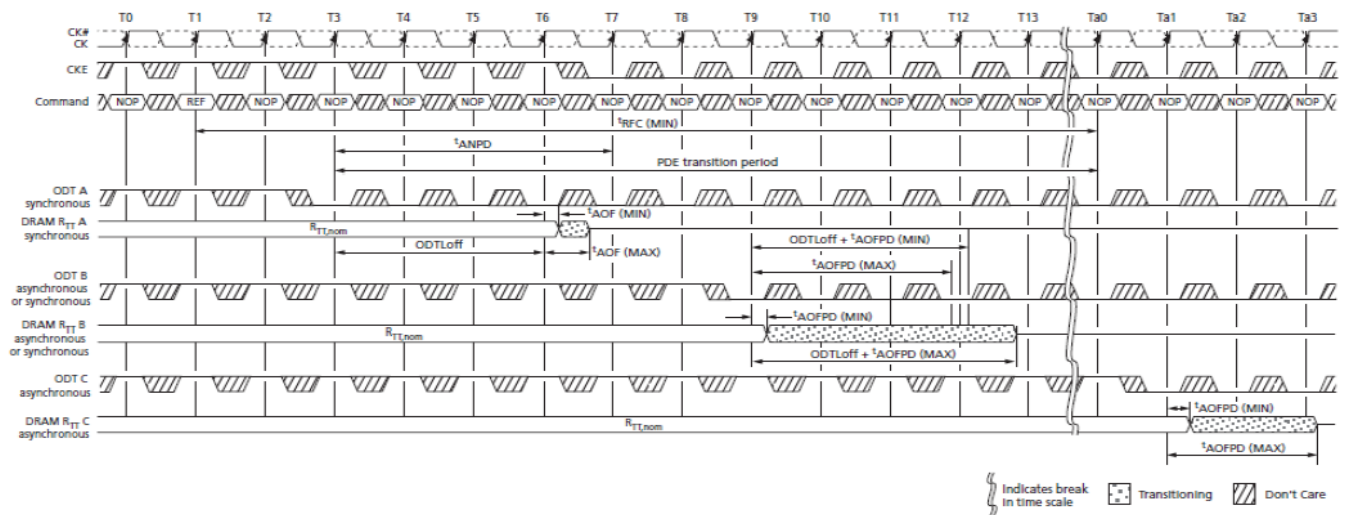 T0 T1 T2 T3 T4 T5 T6 T7 T8 T9 T10 T11 T12 T13 Ta0 Ta1 Ta2 Ta3
CK#
CK
CKE
Command NOP REF NOP NOP NOP NOP NOP NOP NOP NOP NOP NOP NOP NOP NOP NOP NOP NOP
tRFC (MIN)
tANPD
PDE transition period
ODT A
synchronous
tAOF (MIN)
DRAM RTT A
synchronous
RTT,nom
ODTLoff + tAOFPD (MIN)
ODTLoff
tAOF (MAX)
tAOFPD (MAX)
ODT B
asynchronous
or synchronous
tAOFPD (MIN)
DRAM RTT B
asynchronous
or synchronous
RTT,nom
ODTLoff + tAOFPD (MAX)
ODT C
asynchronous
tAOFPD (MIN)
DRAM RTT C
asynchronous
RTT,nom
tAOFPD (MAX)
Indicates break
in time scale
Transitioning
Don't Care